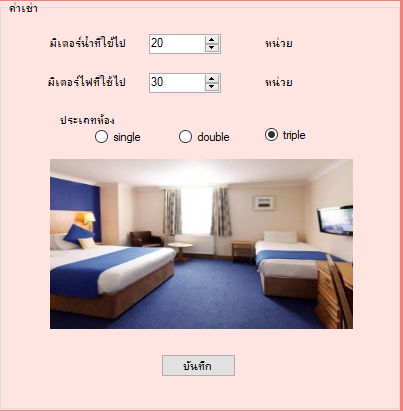 ค่าเช่า
มิเตอร์น้ำที่ใช้ไป 20 หน่วย
มิเตอร์ไฟที่ใช้ไป 30 หน่วย
ประเภทห้อง
single double triple
บันทึก